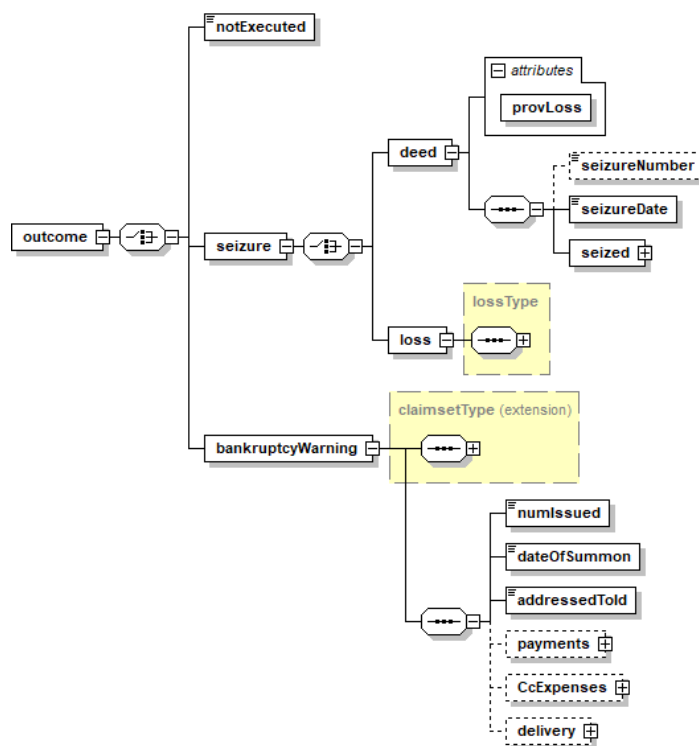 notExecuted
attributes
provLoss
deed
seizureNumber
seizureDate
outcome
seizure
seized
lossType
loss
claimsetType (extension)
bankruptcyWarning
numIssued
dateOfSummon
addressedToId
payments
CcExpenses
delivery